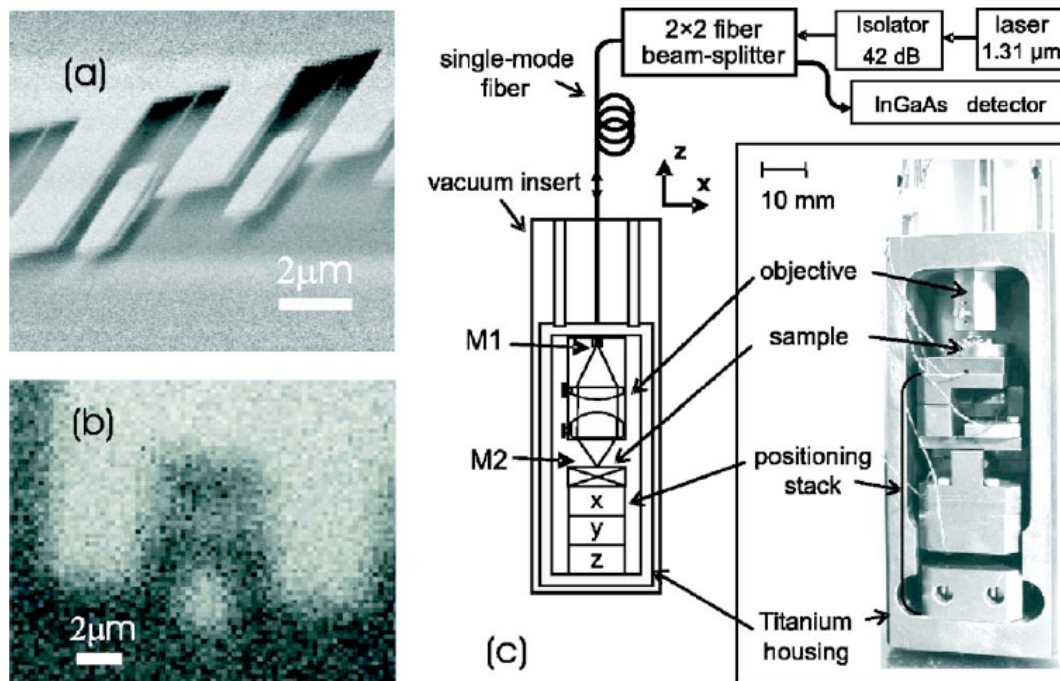 (a)
2μm
(b)
2μm
(c)
2×2 fiber
beam-splitter
Isolator
42 dB
laser
1.31 μm
InGaAs detector
single-mode
fiber
vacuum insert
z
x
10 mm
objective
M1
sample
M2
positioning
stack
x
y
z
Titanium
housing